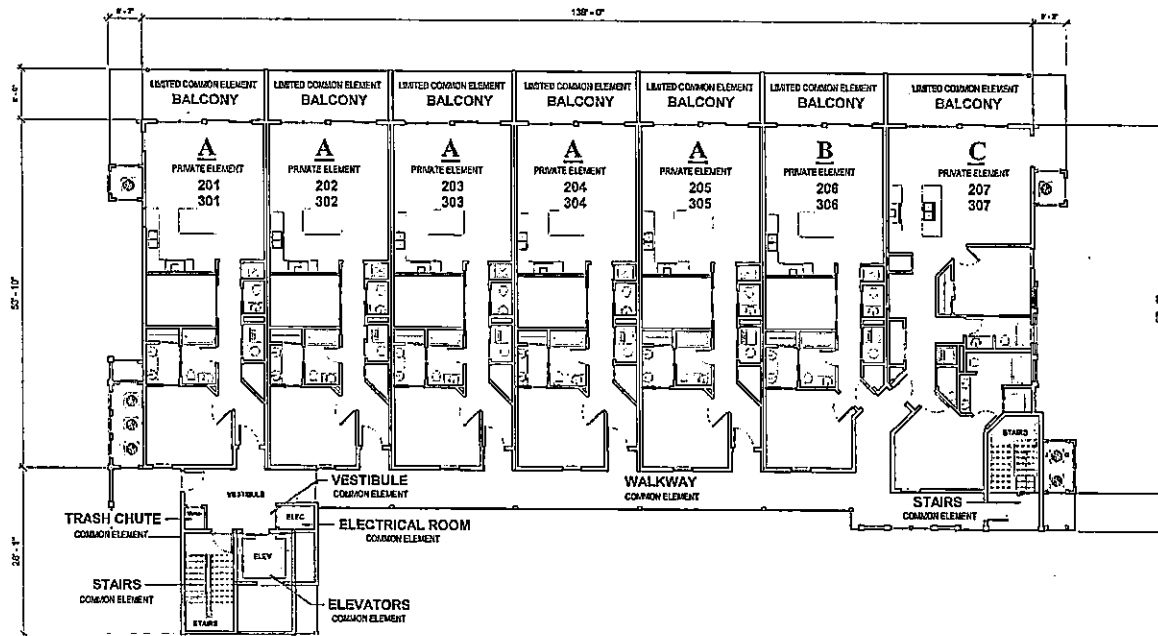 138'- 0"
LIMITED COMMON ELEMENT
BALCONY
LIMITED COMMON ELEMENT
BALCONY
LIMITED COMMON ELEMENT
BALCONY
LIMITED COMMON ELEMENT
BALCONY
LIMITED COMMON ELEMENT
BALCONY
LIMITED COMMON ELEMENT
BALCONY
LIMITED COMMON ELEMENT
BALCONY
A
PRIVATE ELEMENT
201
301
A
PRIVATE ELEMENT
202
302
A
PRIVATE ELEMENT
203
303
A
PRIVATE ELEMENT
204
304
A
PRIVATE ELEMENT
205
305
B
PRIVATE ELEMENT
206
306
C
PRIVATE ELEMENT
207
307
53'- 10"
STAIRS
VESTIBULE
VESTIBULE
COMMON ELEMENT
WALKWAY
COMMON ELEMENT
STAIRS
COMMON ELEMENT
TRASH CHUTE
COMMON ELEMENT
ELEC
ELECTRICAL ROOM
COMMON ELEMENT
ELEV
STAIRS
COMMON ELEMENT
ELEVATORS
COMMON ELEMENT
STAIRS